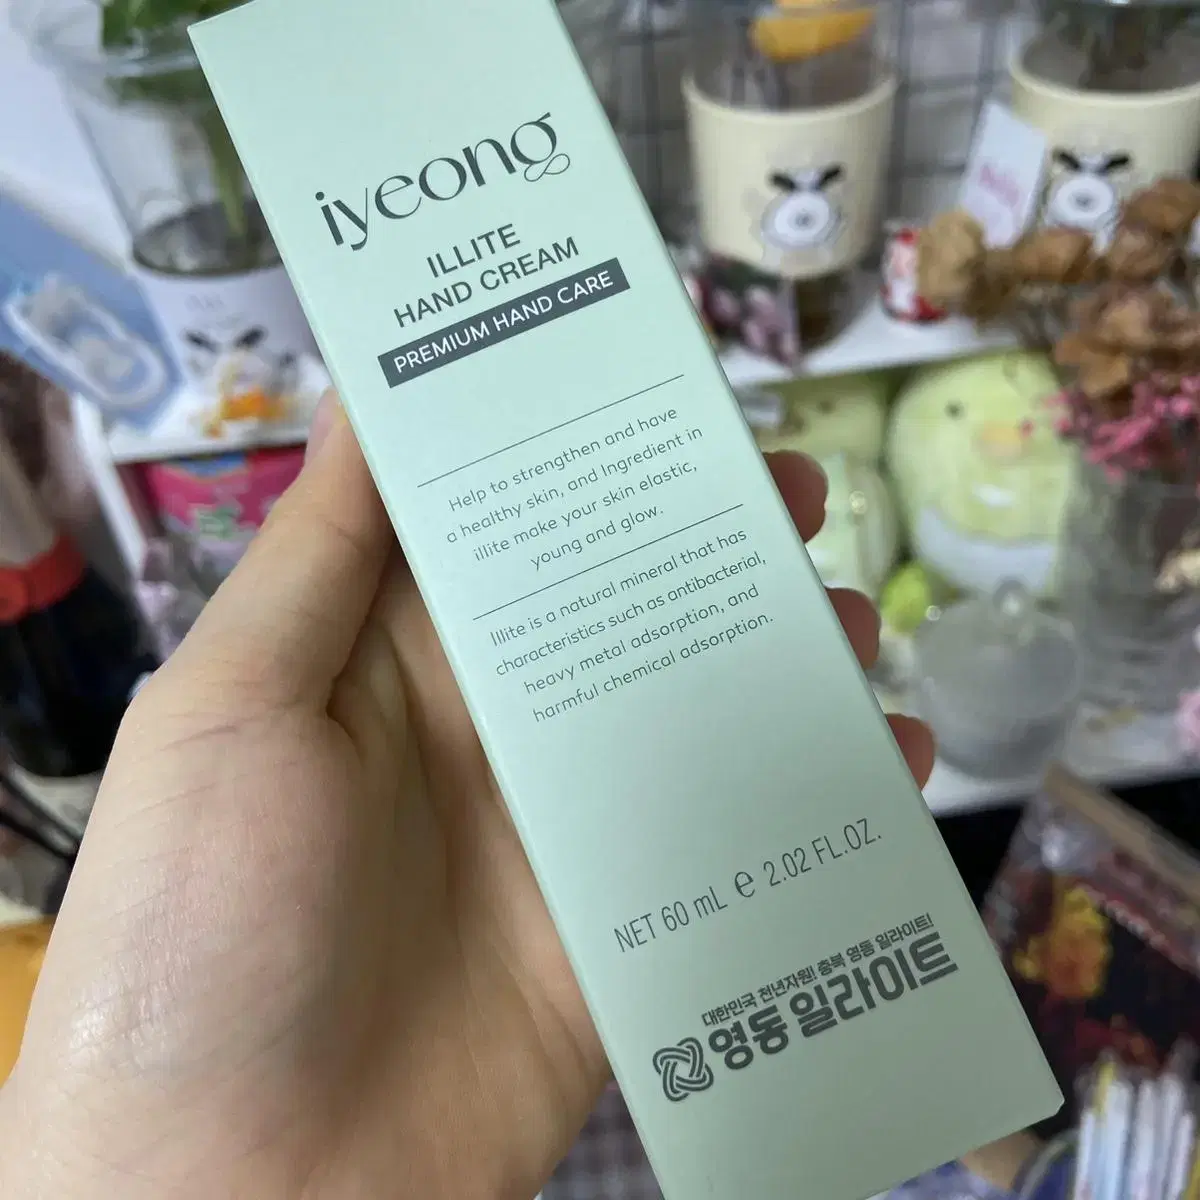 iyeong
ILLITE
HAND CREAM
PREMIUM HAND CARE
Help to strengthen and have
a healthy skin, and Ingredient in
illite make your skin elastic,
young and glow.
Illite is a natural mineral that has
characteristics such as antibacterial,
heavy metal adsorption, and
harmful chemical adsorption.
NET 60 mL e 2.02 FL.OZ.
대한민국 천년자원! 충북 영동 일라이트!
영동 일라이트